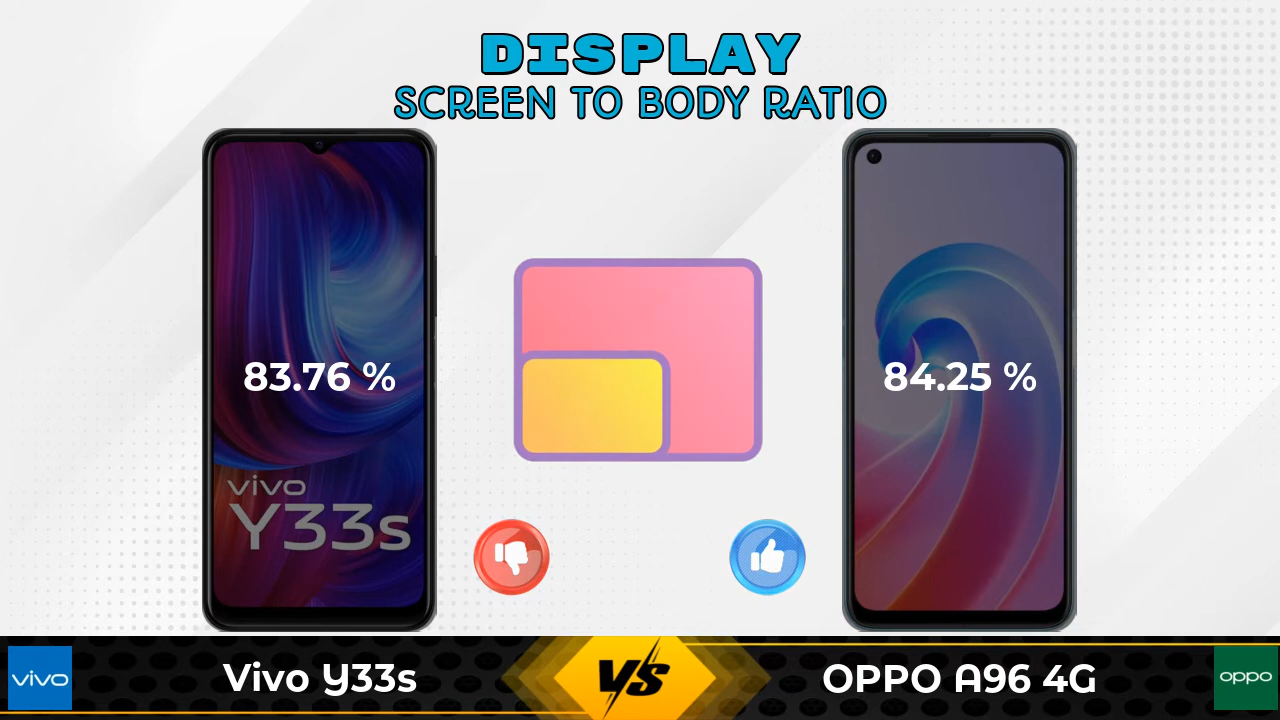 DISPLAY
SCREEN TO BODY RATIO
83.76 %
84.25 %
vivo
Y33s
vivo
Vivo Y33s
VS
OPPO A96 4G
oppo